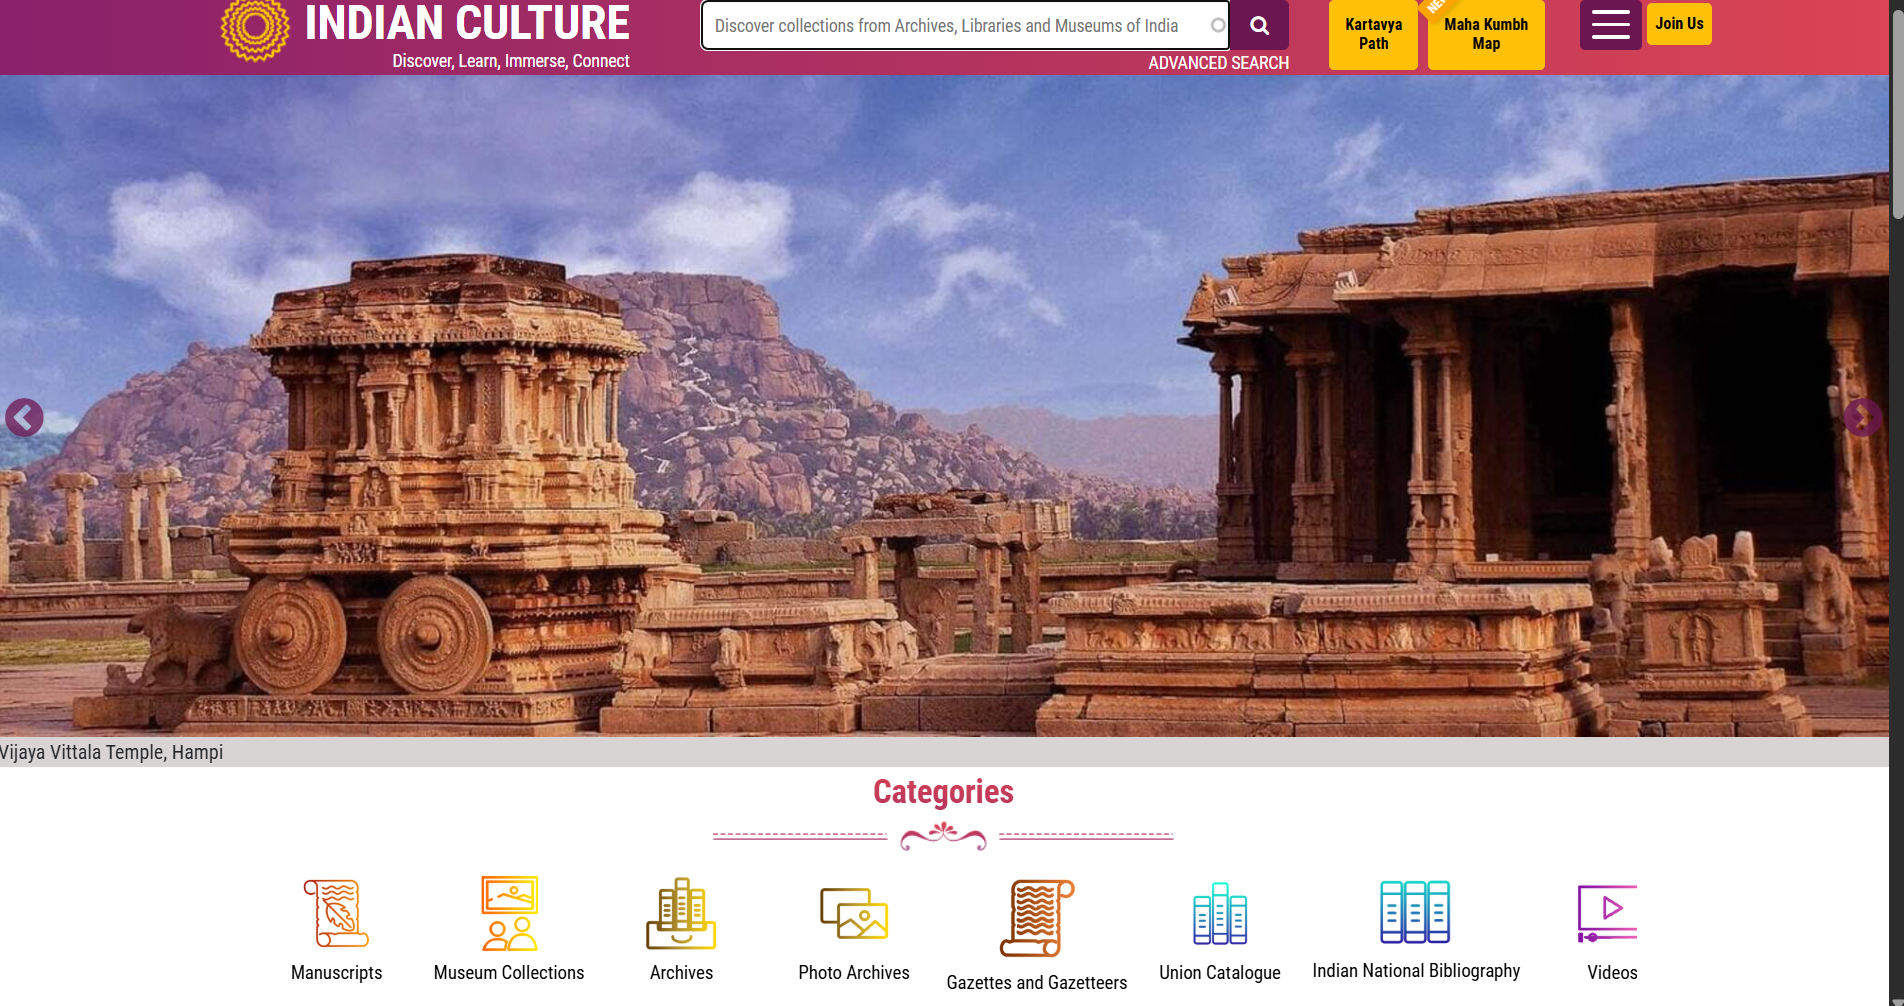 INDIAN CULTURE
Discover, Learn, Immerse, Connect
Discover collections from Archives, Libraries and Museums of India
ADVANCED SEARCH
Kartavya
Path
NEW
Maha Kumbh
Map
Join Us
Vijaya Vittala Temple, Hampi
Categories
Manuscripts
Museum Collections
Archives
Photo Archives
Gazettes and Gazetteers
Union Catalogue
Indian National Bibliography
Videos